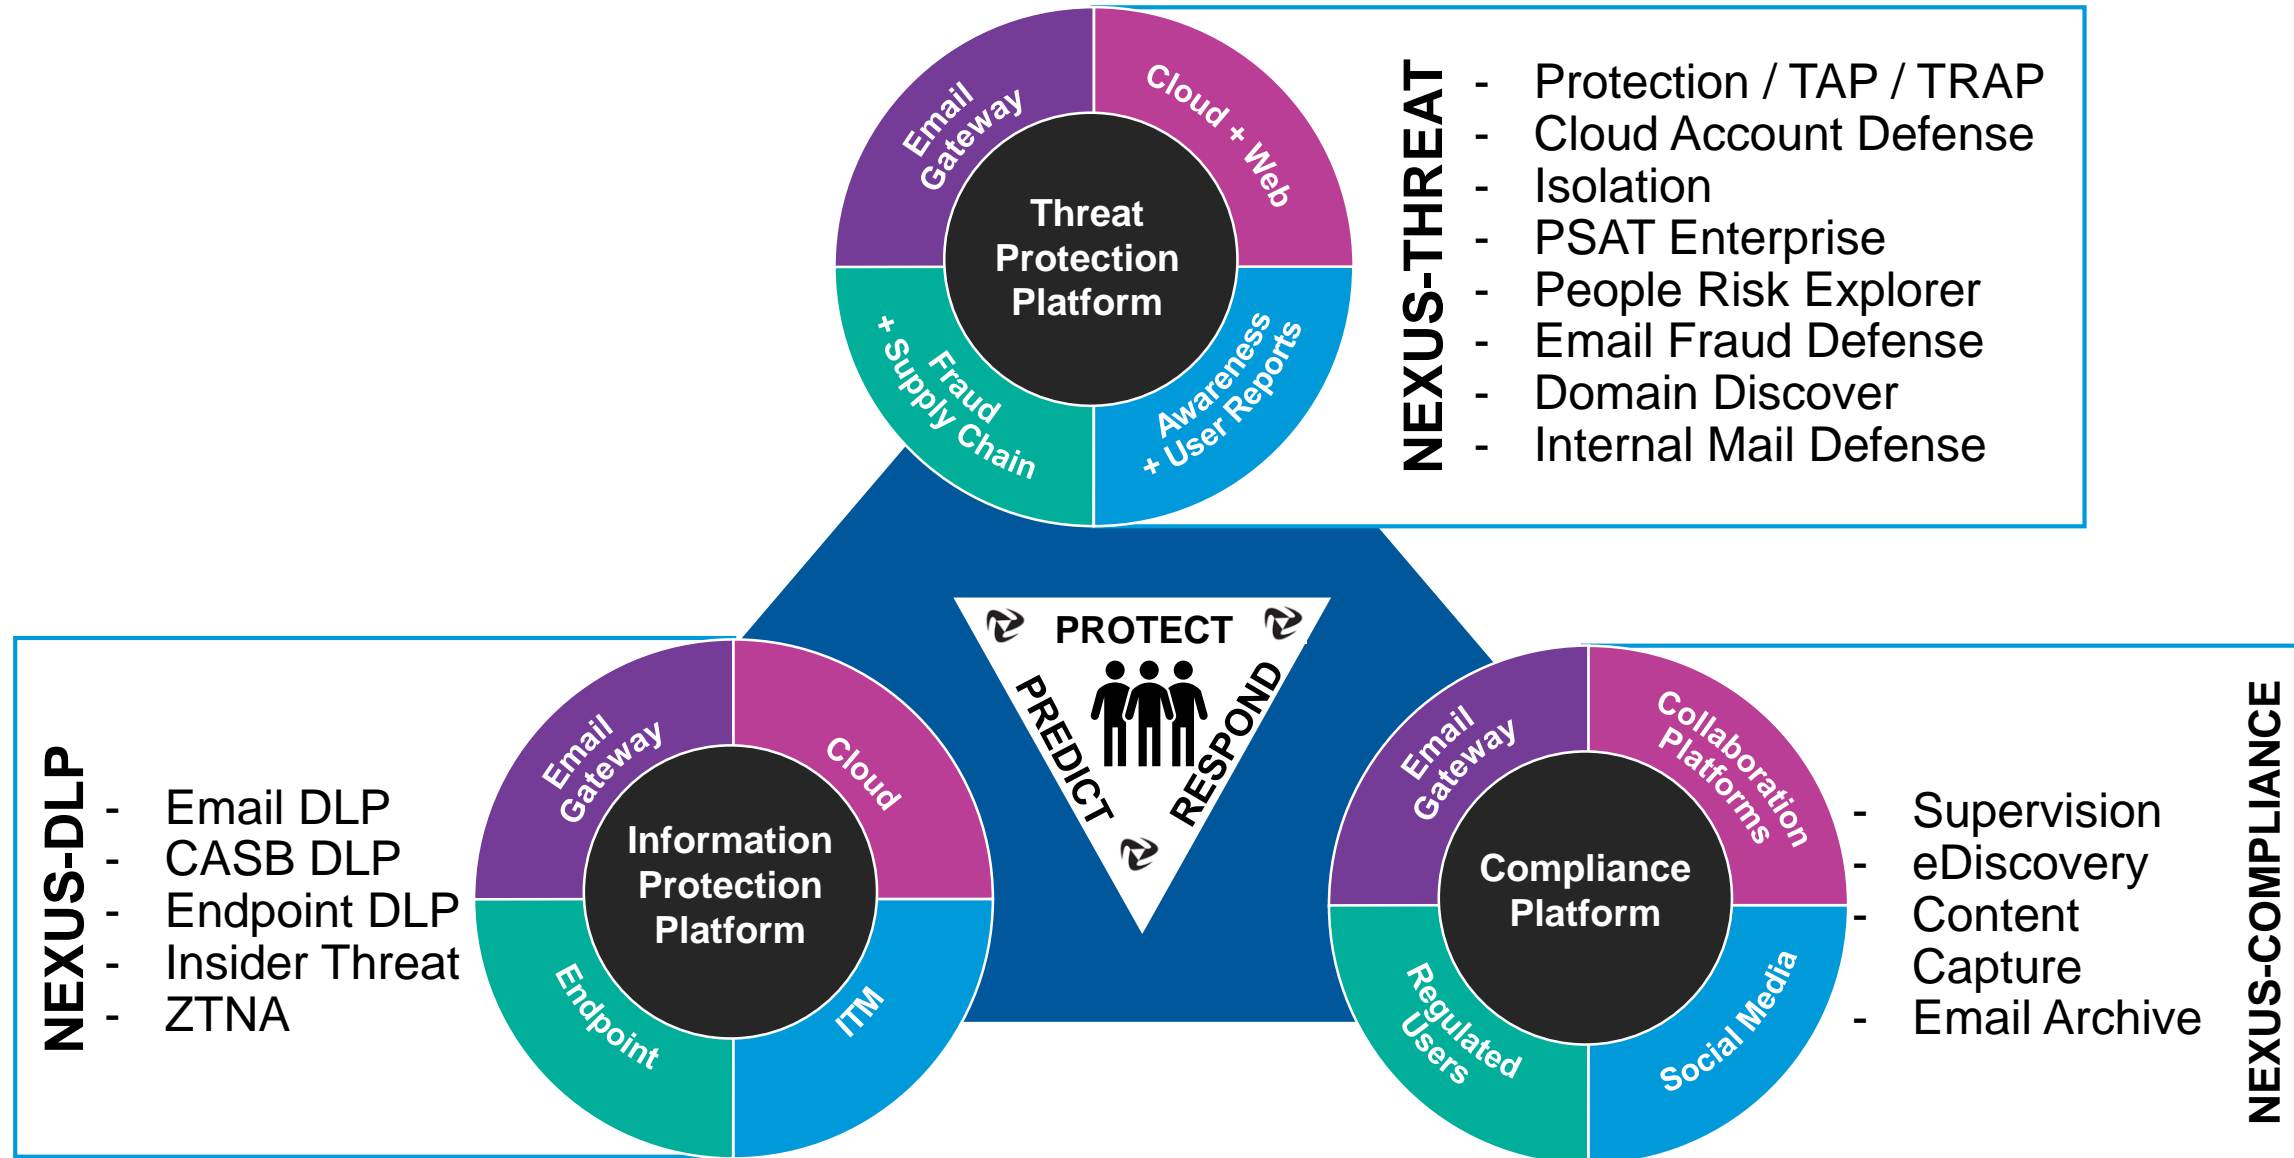 Email
Gateway
Cloud + Web
Fraud
+ Supply Chain
Awareness
+ User Reports
Threat
Protection
Platform
NEXUS-THREAT
- Protection / TAP / TRAP
- Cloud Account Defense
- Isolation
- PSAT Enterprise
- People Risk Explorer
- Email Fraud Defense
- Domain Discover
- Internal Mail Defense
PROTECT
PREDICT
RESPOND
NEXUS-DLP
- Email DLP
- CASB DLP
- Endpoint DLP
- Insider Threat
- ZTNA
Email
Gateway
Cloud
Endpoint
ITM
Information
Protection
Platform
Email
Gateway
Collaboration
Platforms
Regulated
Users
Social Media
Compliance
Platform
- Supervision
- eDiscovery
- Content
Capture
- Email Archive
NEXUS-COMPLIANCE